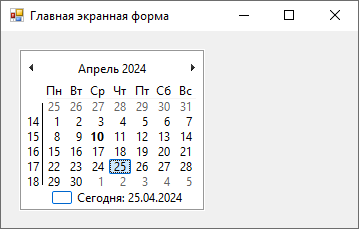 Главная экранная форма
Апрель 2024
Пн Вт Ср Чт Пт Сб Вс
25 26 27 28 29 30 31
14 1 2 3 4 5 6 7
15 8 9 10 11 12 13 14
16 15 16 17 18 19 20 21
17 22 23 24 25 26 27 28
18 29 30 1 2 3 4 5
Сегодня: 25.04.2024